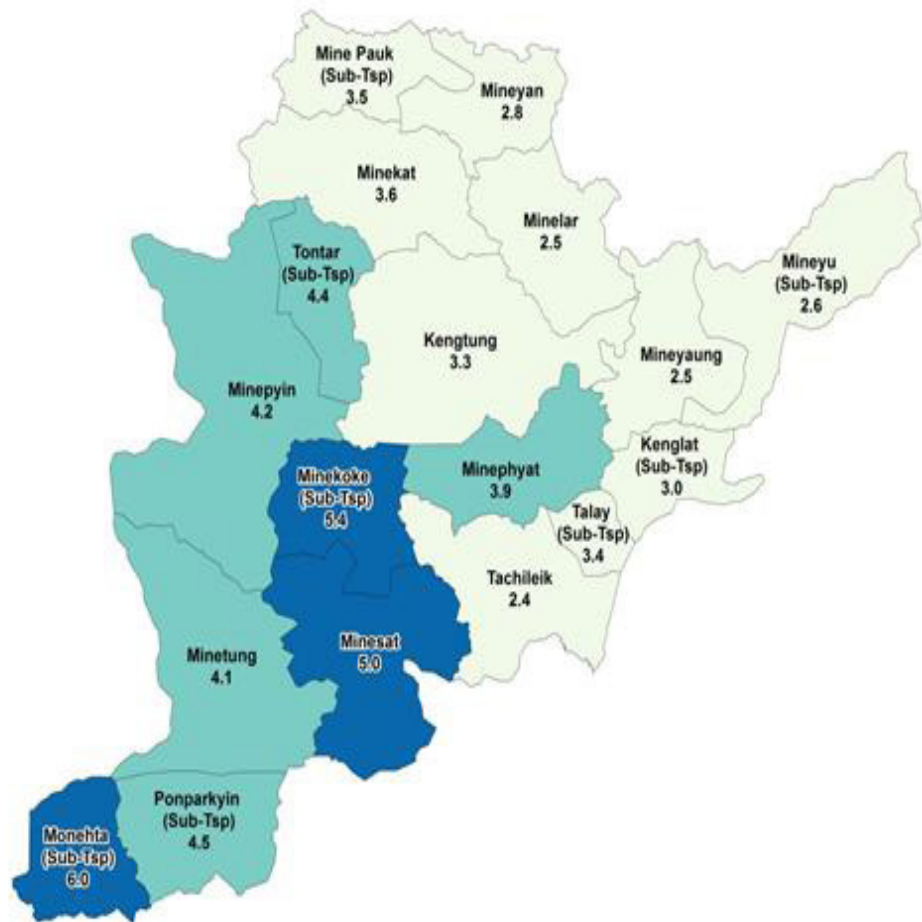 Mine Pauk
(Sub-Tsp)
3.5
Mineyan
2.8
Minekat
3.6
Minelar
2.5
Tontar
(Sub-Tsp)
4.4
Mineyu
(Sub-Tsp)
2.6
Kengtung
3.3
Mineyaung
2.5
Minepyin
4.2
Minekoke
(Sub-Tsp)
5.4
Minephyat
3.9
Kenglat
(Sub-Tsp)
3.0
Talay
(Sub-Tsp)
3.4
Tachileik
2.4
Minetung
4.1
Minesat
5.0
Ponparkyin
(Sub-Tsp)
4.5
Monehta
(Sub-Tsp)
6.0